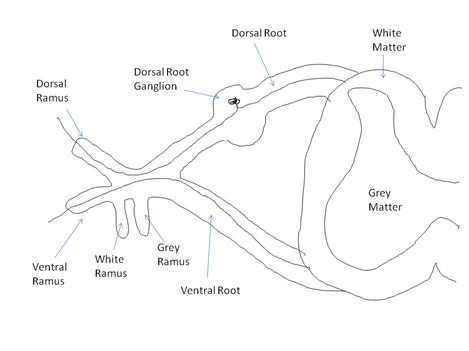 Dorsal Root
White
Matter
Dorsal Root
Ganglion
Dorsal
Ramus
Grey
Matter
Grey
Ramus
White
Ramus
Ventral
Ramus
Ventral Root